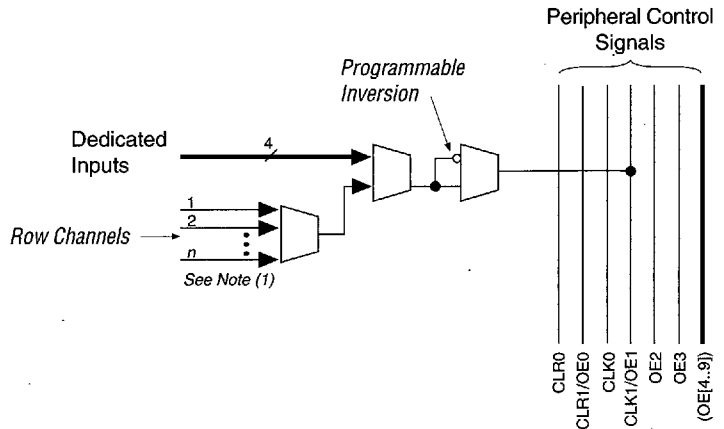 Peripheral Control
Signals
Programmable
Inversion
Dedicated
Inputs
4
Row Channels
1
2
n
See Note (1)
CLR0
CLR1/OE0
CLK0
CLK1/OE1
OE2
OE3
(OE[4..9])